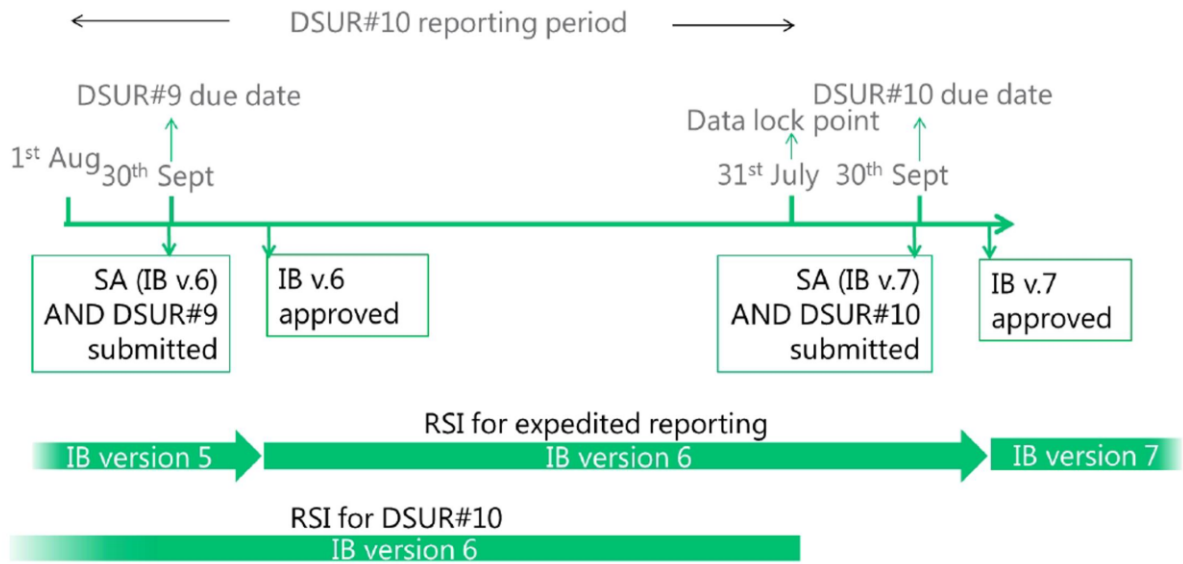 DSUR#10 reporting period
DSUR#9 due date
DSUR#10 due date
Data lock point
1st Aug
30th Sept
31st July
30th Sept
SA (IB v.6)
AND DSUR#9
submitted
IB v.6
approved
SA (IB v.7)
AND DSUR#10
submitted
IB v.7
approved
RSI for expedited reporting
IB version 5
IB version 6
IB version 7
RSI for DSUR#10
IB version 6